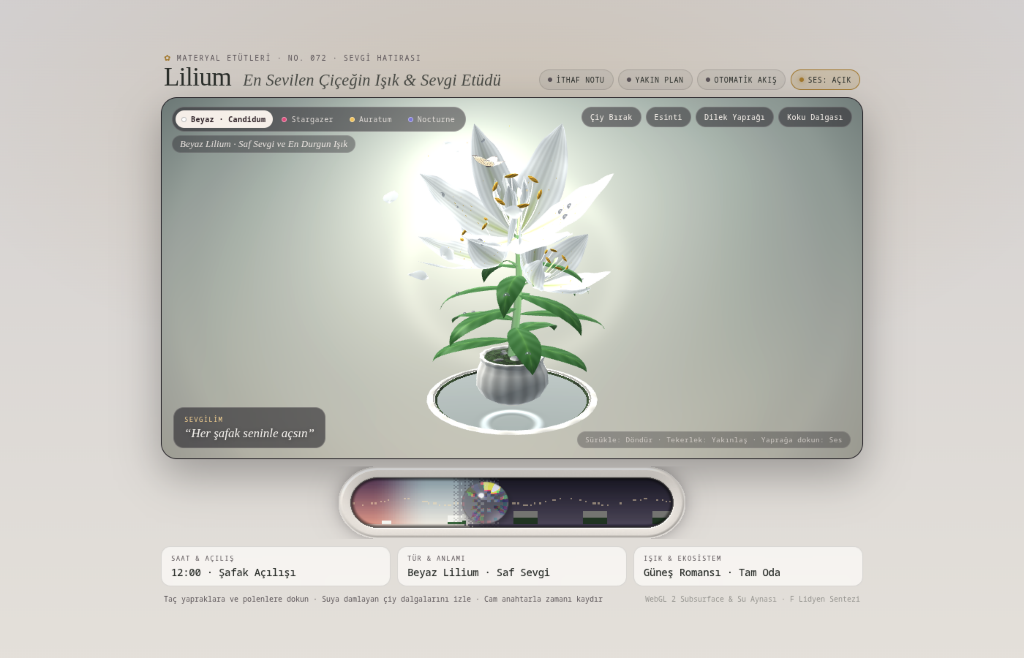 ✿ MATERYAL ETÜTLERİ · NO. 072 · SEVGİ HATIRASI
Lilium En Sevilen Çiçeğin Işık & Sevgi Etüdü
İTHAF NOTU
YAKIN PLAN
OTOMATİK AKIŞ
SES: AÇIK
Beyaz · Candidum
Stargazer
Auratum
Nocturne
Çiy Bırak
Esinti
Dilek Yaprağı
Koku Dalgası
Beyaz Lilium · Saf Sevgi ve En Durgun Işık
SEVGİLİM
“Her şafak seninle açsın”
Sürükle: Döndür · Tekerlek: Yakınlaş · Yaprağa dokun: Ses
SAAT & AÇILIŞ
12:00 · Şafak Açılışı
TÜR & ANLAMI
Beyaz Lilium · Saf Sevgi
IŞIK & EKOSİSTEM
Güneş Romansı · Tam Oda
Taç yapraklara ve polenlere dokun · Suya damlayan çiy dalgalarını izle · Cam anahtarla zamanı kaydır
WebGL 2 Subsurface & Su Aynası · F Lidyen Sentezi